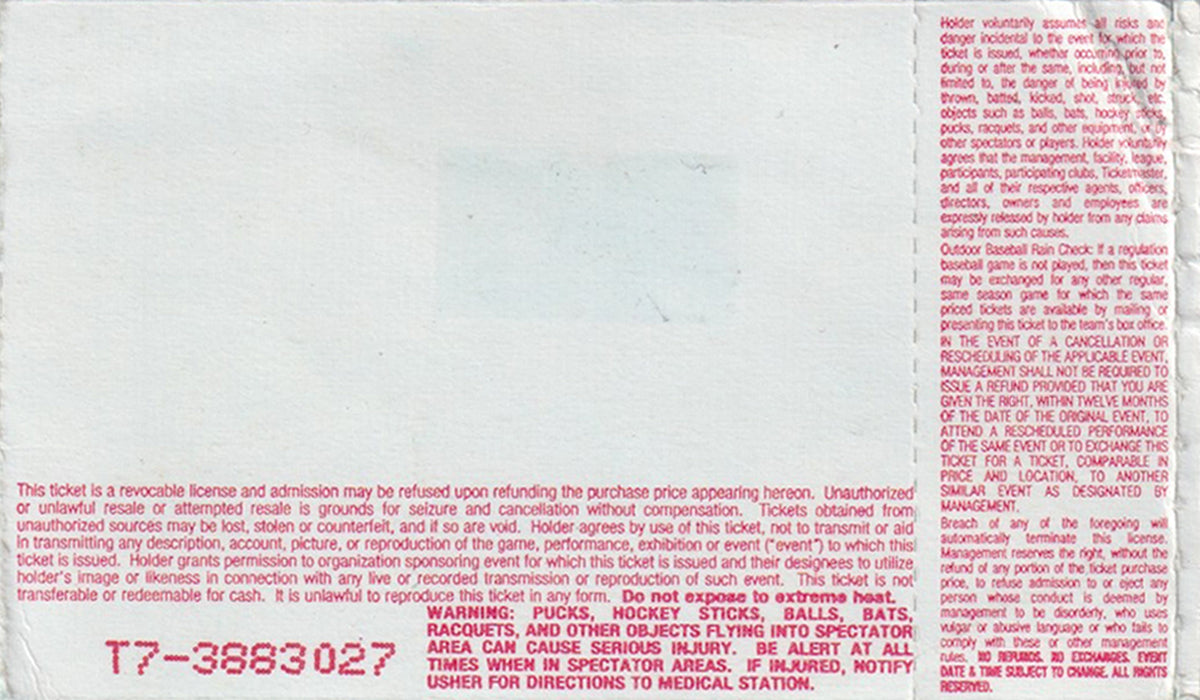 This ticket is a revocable license and admission may be refused upon refunding the purchase price appearing hereon. Unauthorized
or unlawful resale or attempted resale is grounds for seizure and cancellation without compensation. Tickets obtained from
unauthorized sources may be lost, stolen or counterfeit, and if so are void. Holder agrees by use of this ticket, not to transmit or aid
in transmitting any description, account, picture, or reproduction of the game, performance, exhibition or event ("event") to which this
ticket is issued. Holder grants permission to organization sponsoring event for which this ticket is issued and their designees to utilize
holder's image or likeness in connection with any live or recorded transmission or reproduction of such event. This ticket is not
transferable or redeemable for cash. It is unlawful to reproduce this ticket in any form. Do not expose to extreme heat.
WARNING: PUCKS, HOCKEY STICKS, BALLS, BATS,
RACQUETS, AND OTHER OBJECTS FLYING INTO SPECTATOR
AREA CAN CAUSE SERIOUS INJURY. BE ALERT AT ALL
TIMES WHEN IN SPECTATOR AREAS. IF INJURED, NOTIFY
USHER FOR DIRECTIONS TO MEDICAL STATION.
T7-3883027
Holder voluntarily assumes all risks and
danger incidental to the event for which the
ticket is issued, whether occurring prior to,
during or after the same, including, but not
limited to, the danger of being injured by
thrown, batted, kicked, shot, struck, etc.
objects such as balls, bats, hockey sticks,
pucks, racquets, and other equipment, or by
other spectators or players. Holder voluntarily
agrees that the management, facility, league,
participants, participating clubs, Ticketmaster,
and all of their respective agents, officers,
directors, owners and employees are
expressly released by holder from any claims
arising from such causes.
Outdoor Baseball Rain Check: If a regulation
baseball game is not played, then this ticket
may be exchanged for any other regular,
same season game for which the same
priced tickets are available by mailing or
presenting this ticket to the team's box office.
IN THE EVENT OF A CANCELLATION OR
RESCHEDULING OF THE APPLICABLE EVENT,
MANAGEMENT SHALL NOT BE REQUIRED TO
ISSUE A REFUND PROVIDED THAT YOU ARE
GIVEN THE RIGHT, WITHIN TWELVE MONTHS
OF THE DATE OF THE ORIGINAL EVENT, TO
ATTEND A RESCHEDULED PERFORMANCE
OF THE SAME EVENT OR TO EXCHANGE THIS
TICKET FOR A TICKET, COMPARABLE IN
PRICE AND LOCATION, TO ANOTHER
SIMILAR EVENT AS DESIGNATED BY
MANAGEMENT.
Breach of any of the foregoing will
automatically terminate this license.
Management reserves the right, without the
refund of any portion of the ticket purchase
price, to refuse admission to or eject any
person whose conduct is deemed by
management to be disorderly, who uses
vulgar or abusive language or who fails to
comply with these or other management
rules. NO REFUNDS. NO EXCHANGES. EVENT
DATE & TIME SUBJECT TO CHANGE. ALL RIGHTS
RESERVED.